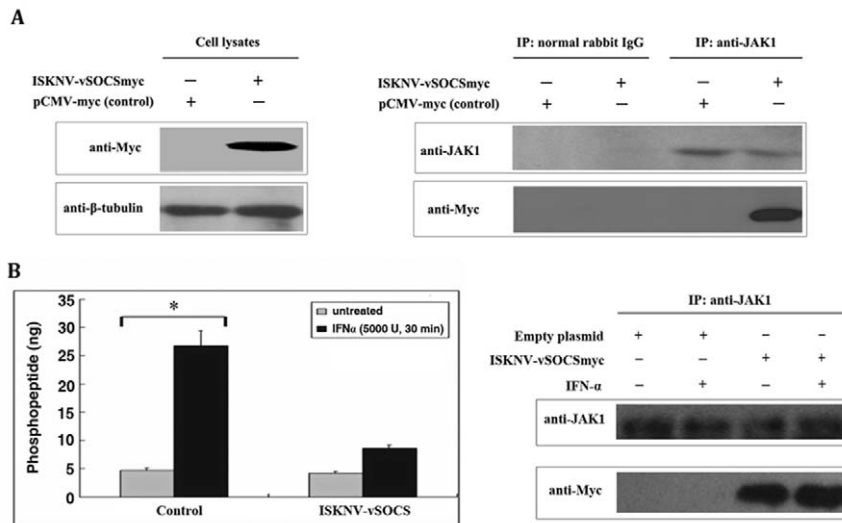 A
Cell lysates
ISKNV-vSOCSmyc − +
pCMV-myc (control) + −
anti-Myc
anti-β-tubulin
IP: normal rabbit IgG IP: anti-JAK1
ISKNV-vSOCSmyc − + − +
pCMV-myc (control) + − + −
anti-JAK1
anti-Myc
B
35
30
25
20
15
10
5
0
Phosphopeptide (ng)
*
untreated
IFNα (5000 U, 30 min)
Control ISKNV-vSOCS
IP: anti-JAK1
Empty plasmid + + − −
ISKNV-vSOCSmyc − − + +
IFN-α − + − +
anti-JAK1
anti-Myc